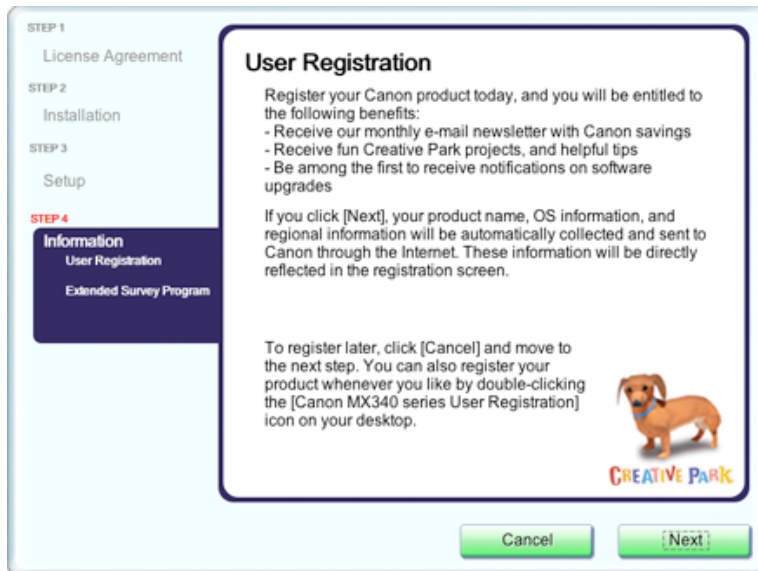 STEP 1
License Agreement
STEP 2
Installation
STEP 3
Setup
STEP 4
Information
User Registration
Extended Survey Program
User Registration
Register your Canon product today, and you will be entitled to
the following benefits:
- Receive our monthly e-mail newsletter with Canon savings
- Receive fun Creative Park projects, and helpful tips
- Be among the first to receive notifications on software
upgrades
If you click [Next], your product name, OS information, and
regional information will be automatically collected and sent to
Canon through the Internet. These information will be directly
reflected in the registration screen.
To register later, click [Cancel] and move to
the next step. You can also register your
product whenever you like by double-clicking
the [Canon MX340 series User Registration]
icon on your desktop.
CREATIVE PARK
Cancel
Next